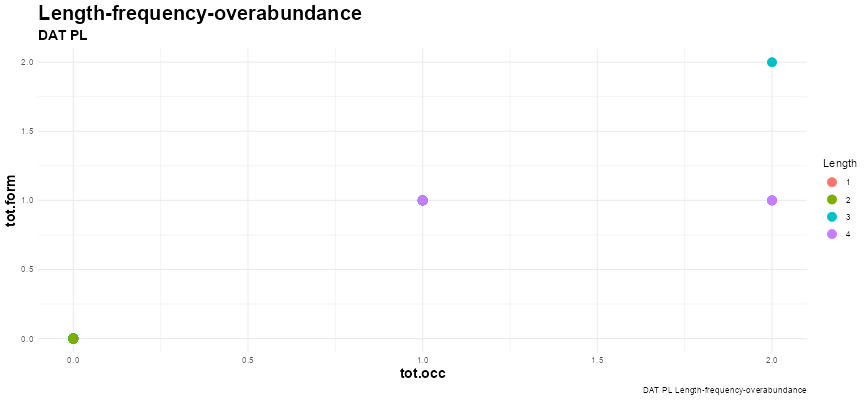 Length-frequency-overabundance
DAT PL
tot.form
2.0
1.5
1.0
0.5
0.0
0.0 0.5 1.0 1.5 2.0
tot.occ
Length
1
2
3
4
DAT PL Length-frequency-overabundance